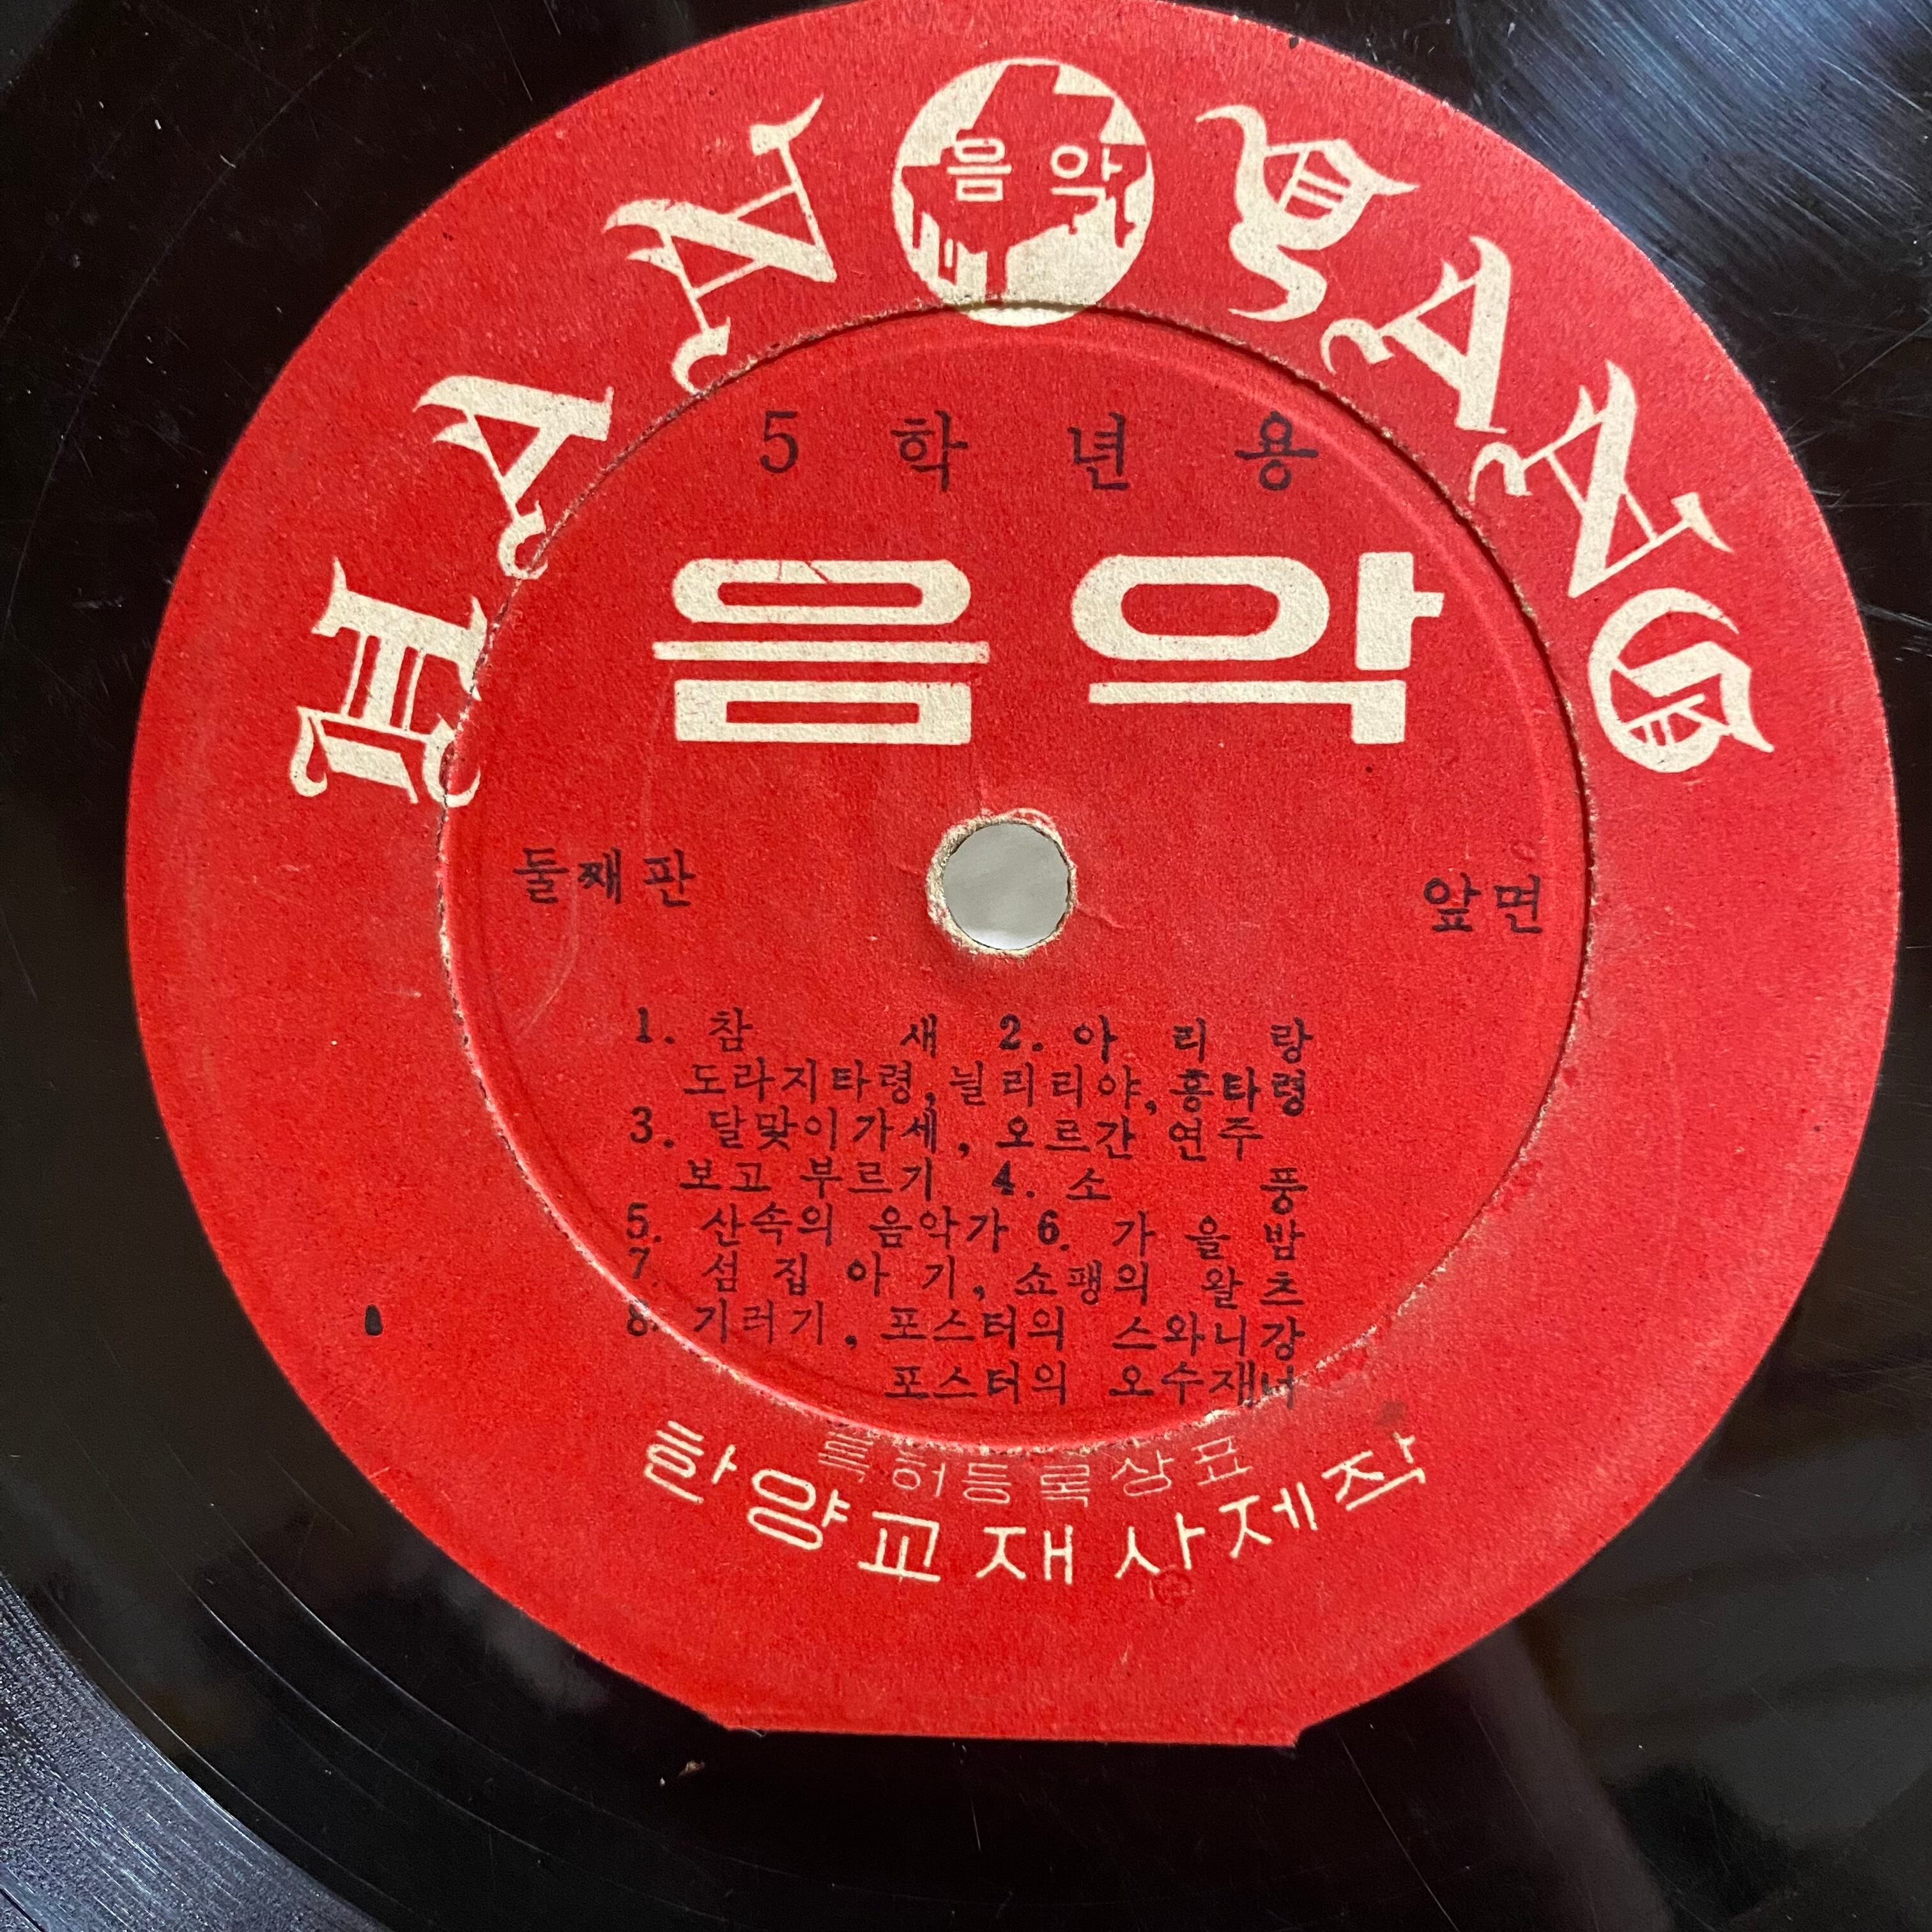 HANYANG
음악
5학년용
음악
둘째판 앞면
1. 참새 2. 아리랑
도라지타령, 닐리리야, 흥타령
3. 달맞이가세, 오르간 연주
보고 부르기 4. 소풍
5. 산속의 음악가 6. 가을밤
7. 섬집아기, 쇼팽의 왈츠
8. 기러기, 포스터의 스와니강
포스터의 오수재너
특허등록상표
한양교재사제작